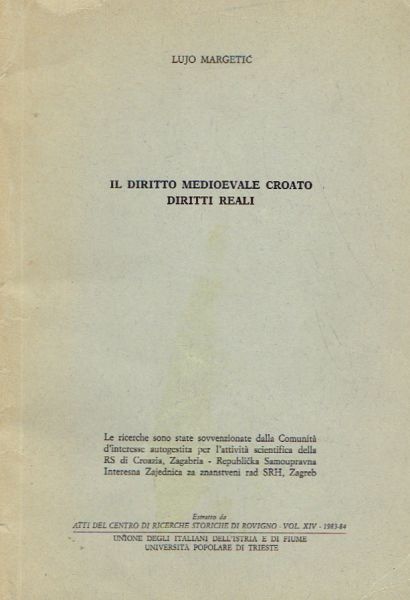 LUJO MARGETIĆ
IL DIRITTO MEDIOEVALE CROATO
DIRITTI REALI
Le ricerche sono state sovvenzionate dalla Comunità
d'interesse autogestita per l'attività scientifica della
RS di Croazia, Zagabria - Republička Samoupravna
Interesna Zajednica za znanstveni rad SRH, Zagreb
Estratto da
ATTI DEL CENTRO DI RICERCHE STORICHE DI ROVIGNO - VOL. XIV - 1983-84
UNIONE DEGLI ITALIANI DELL'ISTRIA E DI FIUME
UNIVERSITÀ POPOLARE DI TRIESTE